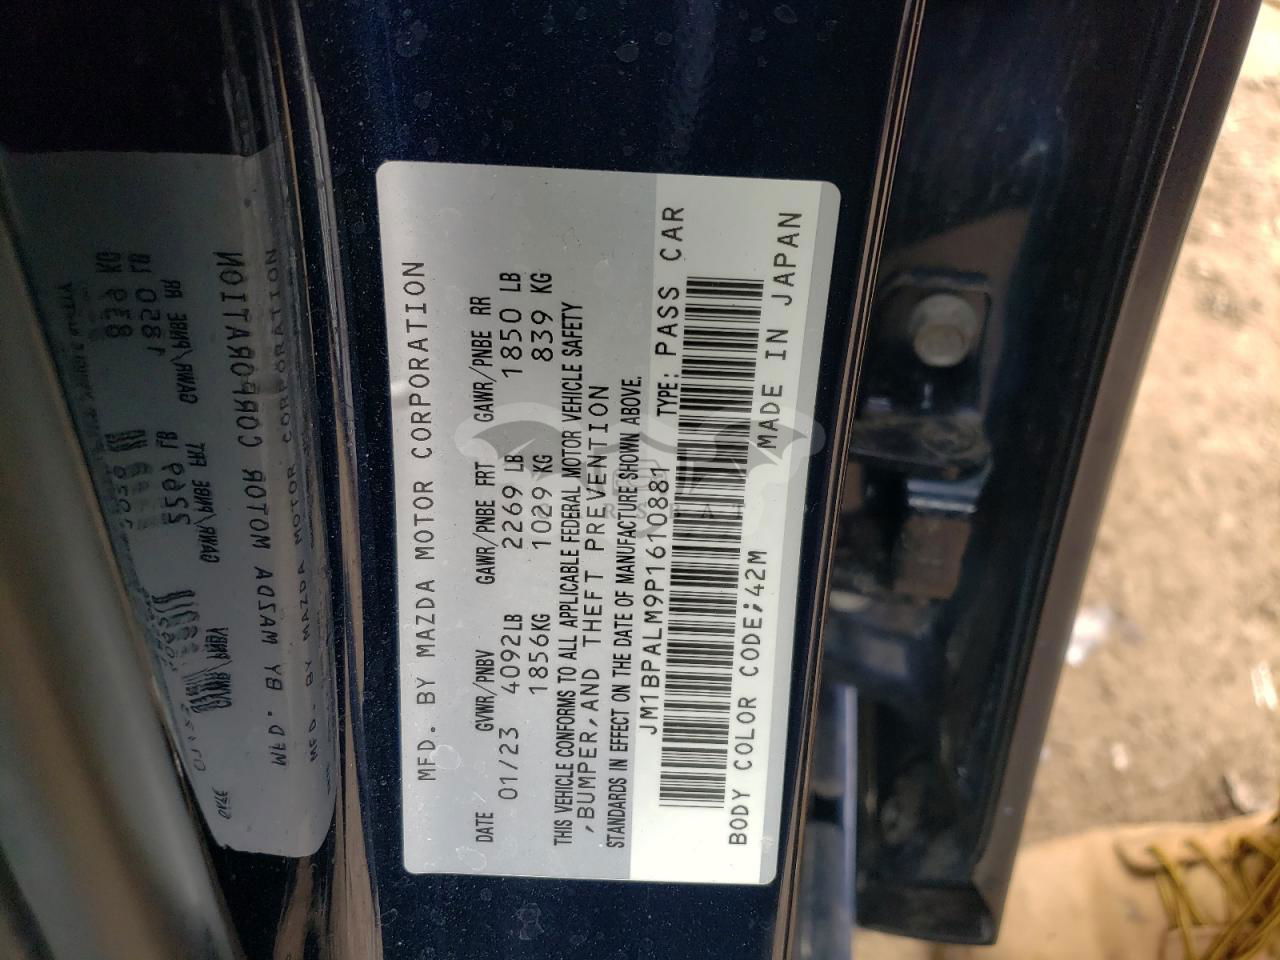 MFD. BY MAZDA MOTOR CORPORATION
DATE GVWR/PNBV GAWR/PNBE FRT GAWR/PNBE RR
01/23 4092LB 2269 LB 1850 LB
1856KG 1029 KG 839 KG
THIS VEHICLE CONFORMS TO ALL APPLICABLE FEDERAL MOTOR VEHICLE SAFETY
,BUMPER,AND THEFT PREVENTION
STANDARDS IN EFFECT ON THE DATE OF MANUFACTURE SHOWN ABOVE.
JM1BPALM9P1610881 TYPE: PASS CAR
BODY COLOR CODE;42M MADE IN JAPAN